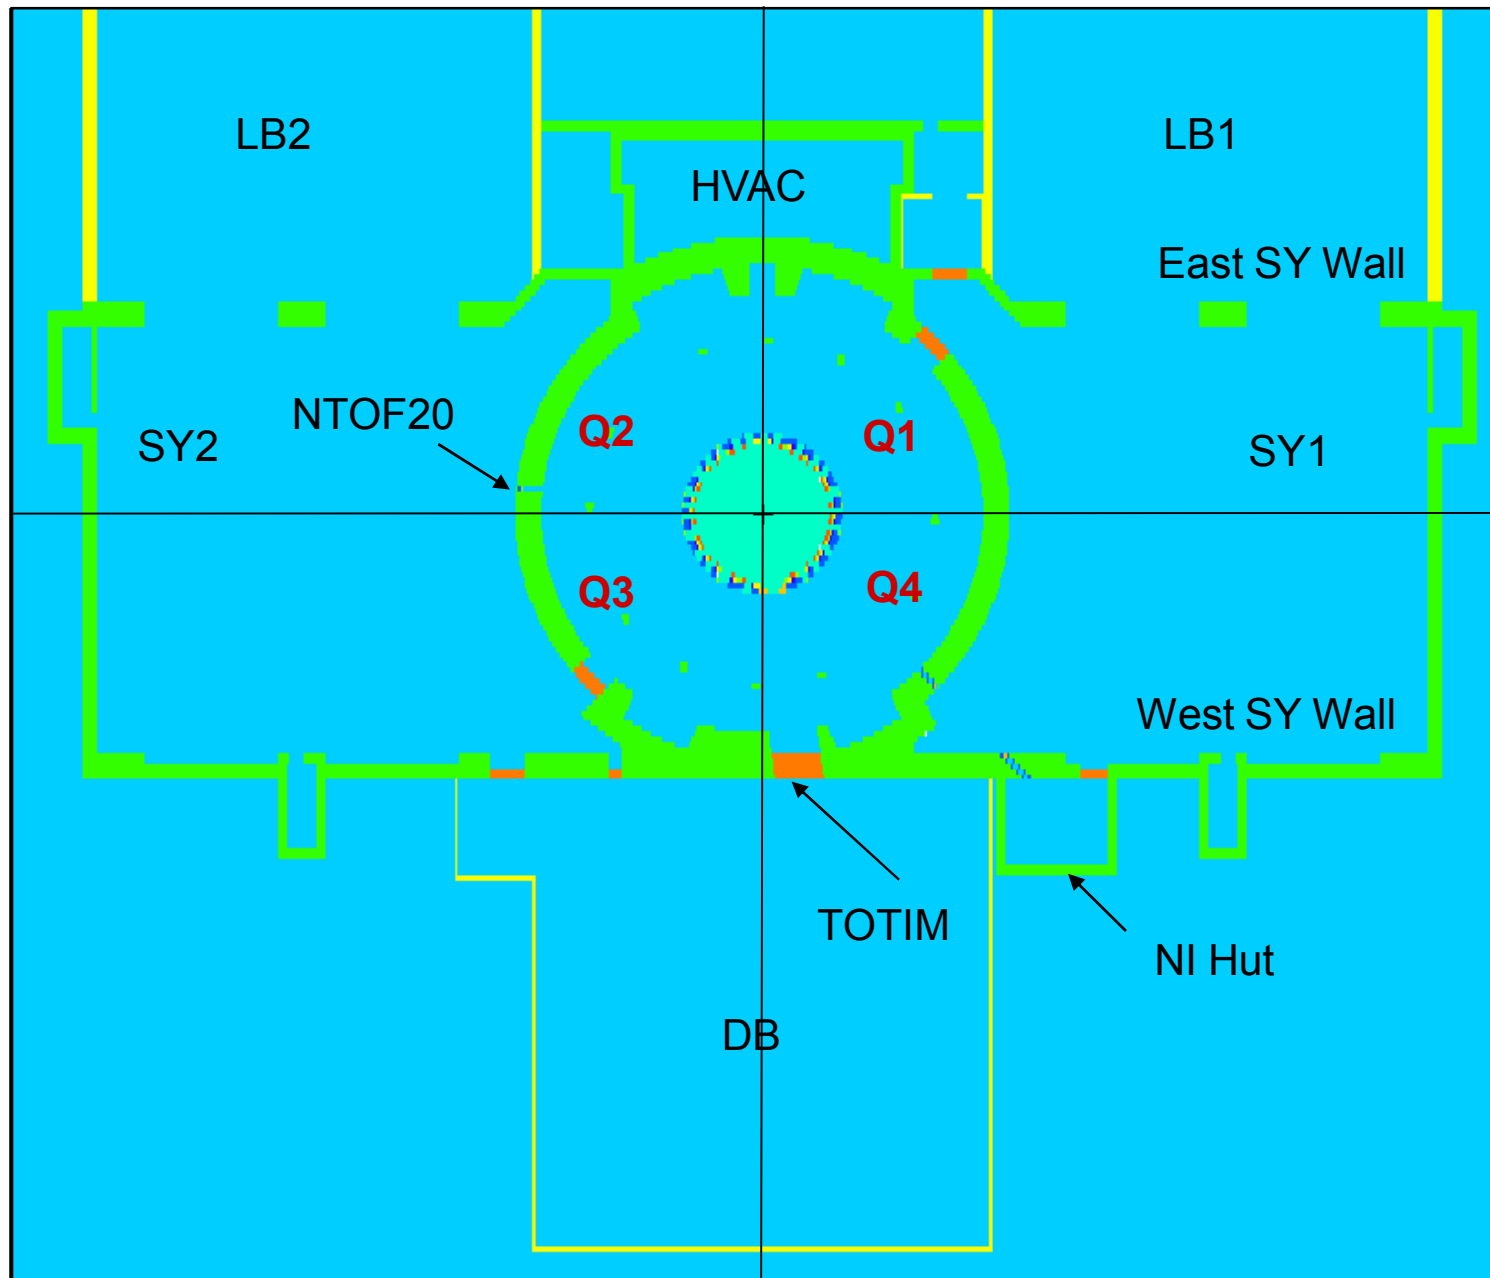 LB2
LB1
HVAC
East SY Wall
NTOF20
Q2
Q1
SY2
SY1
Q3
Q4
West SY Wall
TOTIM
NI Hut
DB